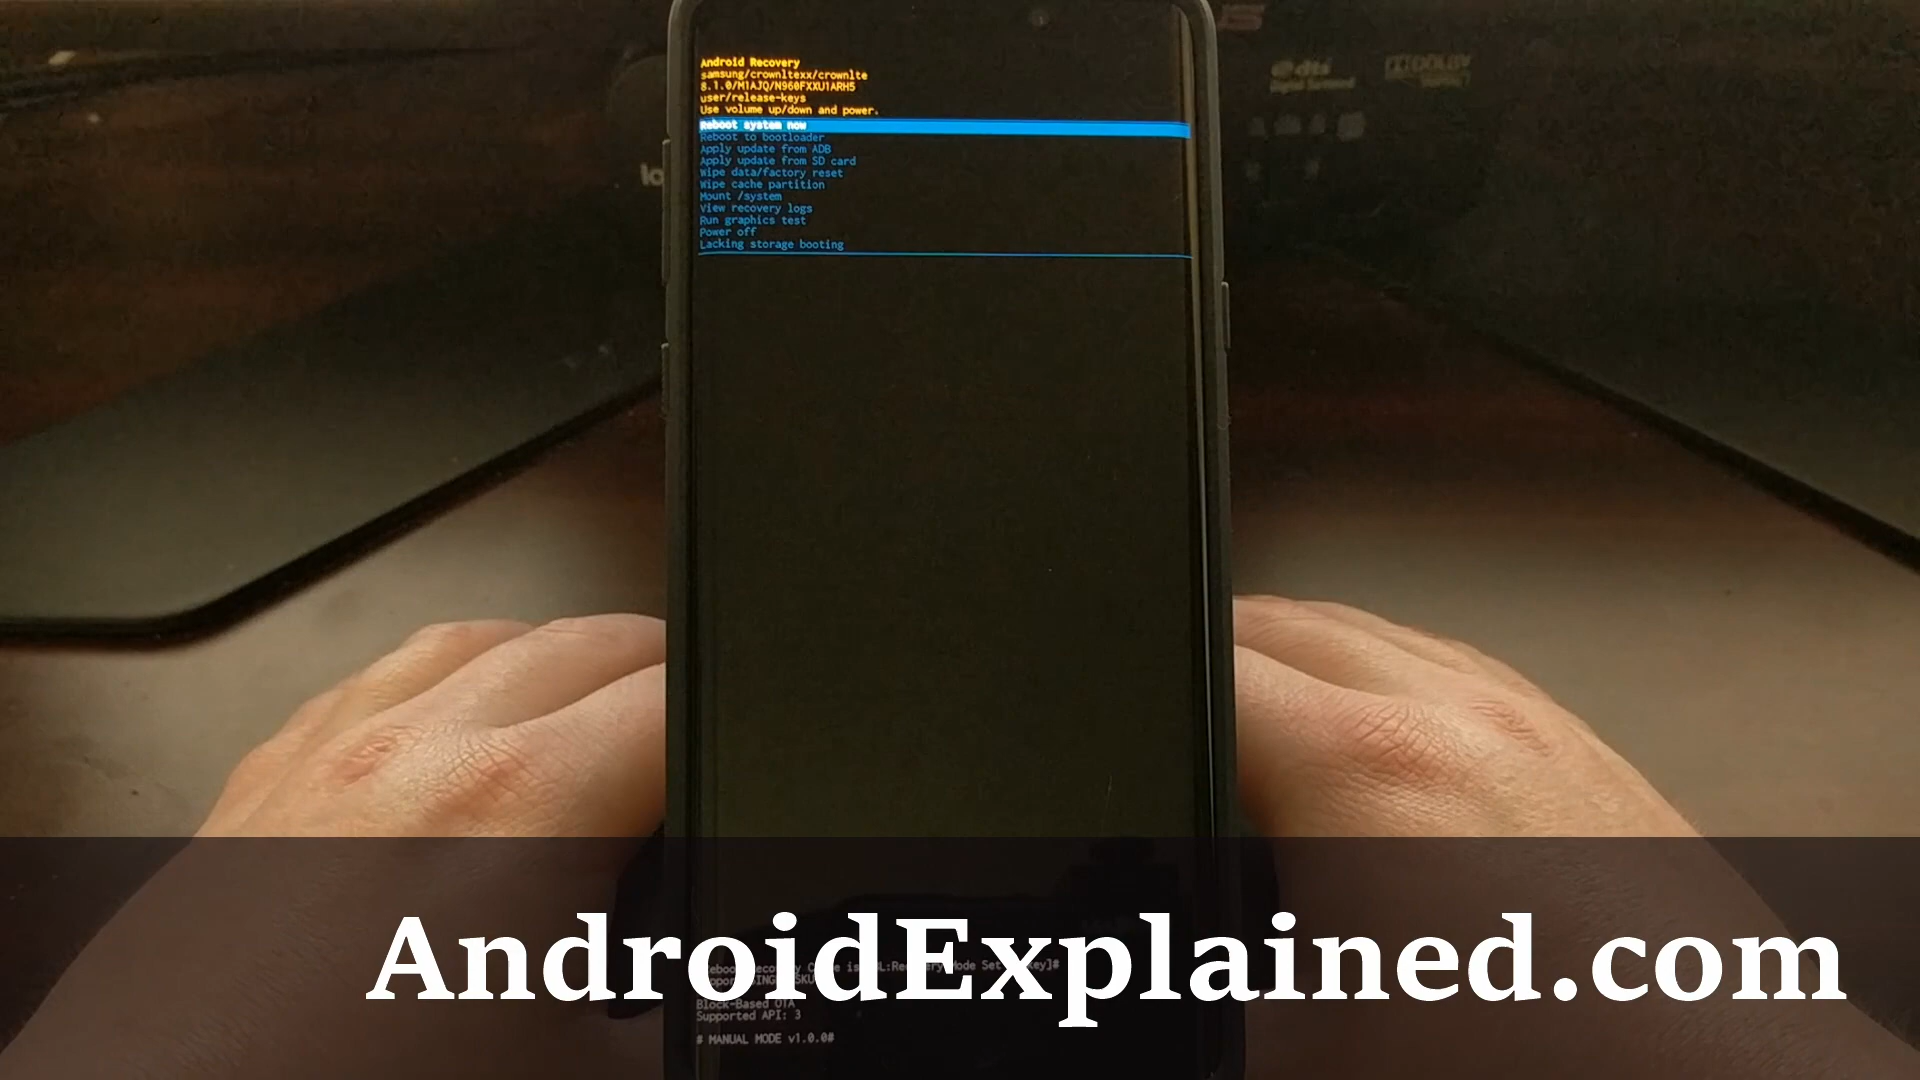 Android Recovery
samsung/crownltexx/crownlte
8.1.0/M1AJQ/N960FXXU1ARH5
user/release-keys
Use volume up/down and power.
Reboot system now
Reboot to bootloader
Apply update from ADB
Apply update from SD card
Wipe data/factory reset
Wipe cache partition
Mount /system
View recovery logs
Run graphics test
Power off
Lacking storage booting
dts
DOLBY
lo
AndroidExplained.com
Block-Based OTA
Supported API: 3
# MANUAL MODE v1.0.0#